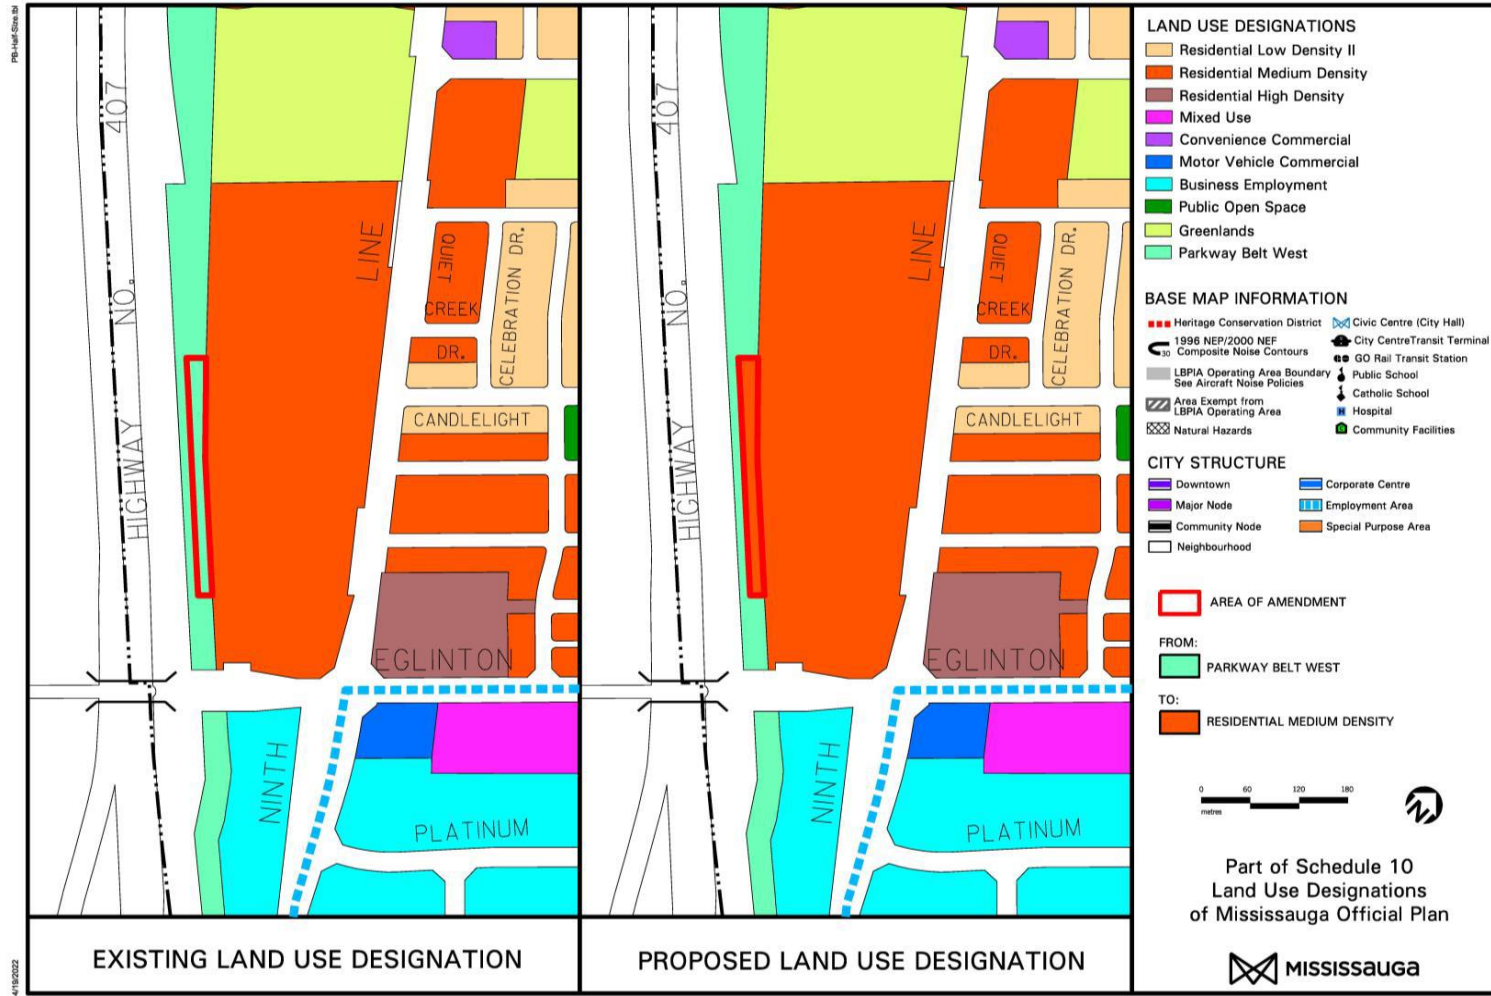 PB-Half-Size.tbl
407
NO.
HIGHWAY
LINE
QUIET
CREEK
DR.
CELEBRATION DR.
CANDLELIGHT
EGLINTON
NINTH
PLATINUM
EXISTING LAND USE DESIGNATION
407
NO.
HIGHWAY
LINE
QUIET
CREEK
DR.
CELEBRATION DR.
CANDLELIGHT
EGLINTON
NINTH
PLATINUM
PROPOSED LAND USE DESIGNATION
LAND USE DESIGNATIONS
Residential Low Density II
Residential Medium Density
Residential High Density
Mixed Use
Convenience Commercial
Motor Vehicle Commercial
Business Employment
Public Open Space
Greenlands
Parkway Belt West
BASE MAP INFORMATION
Heritage Conservation District
1996 NEP/2000 NEF
Composite Noise Contours
30
LBPIA Operating Area Boundary
See Aircraft Noise Policies
Area Exempt from
LBPIA Operating Area
Natural Hazards
Civic Centre (City Hall)
City CentreTransit Terminal
GO Rail Transit Station
Public School
Catholic School
H Hospital
Community Facilities
CITY STRUCTURE
Downtown
Major Node
Community Node
Neighbourhood
Corporate Centre
Employment Area
Special Purpose Area
AREA OF AMENDMENT
FROM:
PARKWAY BELT WEST
TO:
RESIDENTIAL MEDIUM DENSITY
0 60 120 180
metres
Part of Schedule 10
Land Use Designations
of Mississauga Official Plan
MISSISSAUGA
4/19/2022